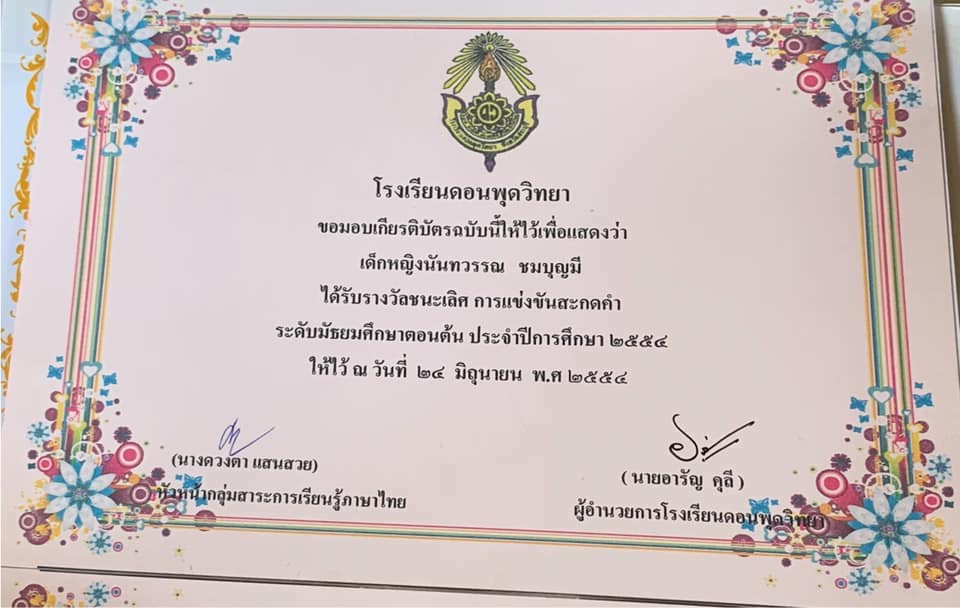 โรงเรียนดอนพุดวิทยา
ขอมอบเกียรติบัตรฉบับนี้ให้ไว้เพื่อแสดงว่า
เด็กหญิงนันทวรรณ ชมบุญมี
ได้รับรางวัลชนะเลิศ การแข่งขันสะกดคำ
ระดับมัธยมศึกษาตอนต้น ประจำปีการศึกษา ๒๕๕๔
ให้ไว้ ณ วันที่ ๒๔ มิถุนายน พ.ศ ๒๕๕๔
(นางดวงตา แสนสวย)
หัวหน้ากลุ่มสาระการเรียนรู้ภาษาไทย
( นายอารัญ คุลี )
ผู้อำนวยการโรงเรียนดอนพุดวิทยา